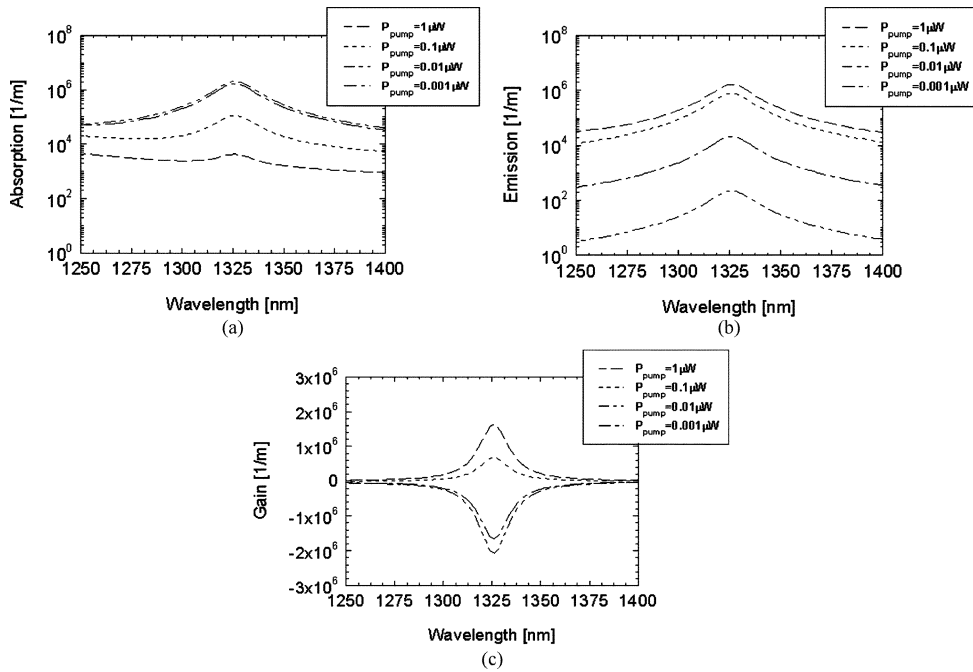 P_pump=1μW
P_pump=0.1μW
P_pump=0.01μW
P_pump=0.001μW
10^8
10^6
10^4
10^2
10^0
Absorption [1/m]
1250 1275 1300 1325 1350 1375 1400
Wavelength [nm]
(a)
P_pump=1μW
P_pump=0.1μW
P_pump=0.01μW
P_pump=0.001μW
10^8
10^6
10^4
10^2
10^0
Emission [1/m]
1250 1275 1300 1325 1350 1375 1400
Wavelength [nm]
(b)
P_pump=1μW
P_pump=0.1μW
P_pump=0.01μW
P_pump=0.001μW
3x10^6
2x10^6
1x10^6
0
-1x10^6
-2x10^6
-3x10^6
Gain [1/m]
1250 1275 1300 1325 1350 1375 1400
Wavelength [nm]
(c)